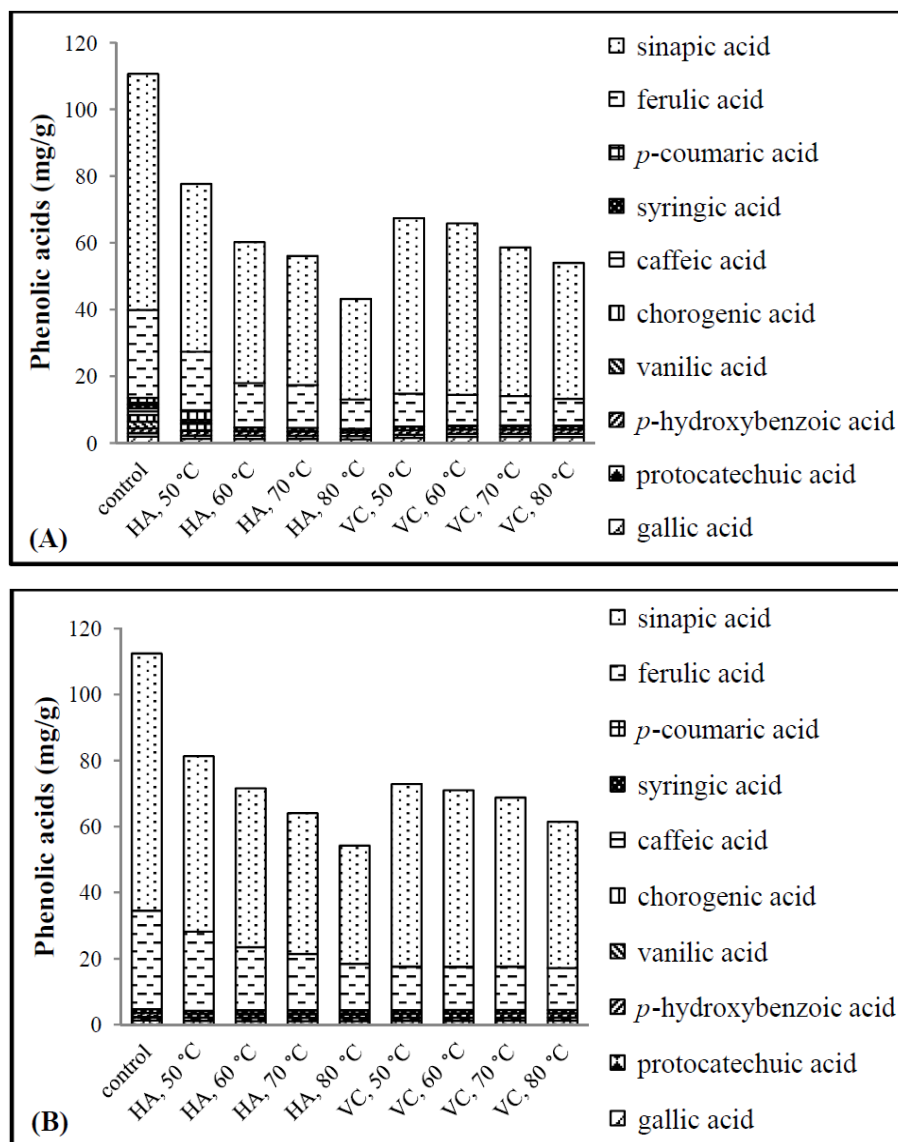 120
100
80
60
40
20
0
Phenolic acids (mg/g)
control
HA, 50 °C
HA, 60 °C
HA, 70 °C
HA, 80 °C
VC, 50 °C
VC, 60 °C
VC, 70 °C
VC, 80 °C
(A)
sinapic acid
ferulic acid
p-coumaric acid
syringic acid
caffeic acid
chorogenic acid
vanilic acid
p-hydroxybenzoic acid
protocatechuic acid
gallic acid
120
100
80
60
40
20
0
Phenolic acids (mg/g)
control
HA, 50 °C
HA, 60 °C
HA, 70 °C
HA, 80 °C
VC, 50 °C
VC, 60 °C
VC, 70 °C
VC, 80 °C
(B)
sinapic acid
ferulic acid
p-coumaric acid
syringic acid
caffeic acid
chorogenic acid
vanilic acid
p-hydroxybenzoic acid
protocatechuic acid
gallic acid